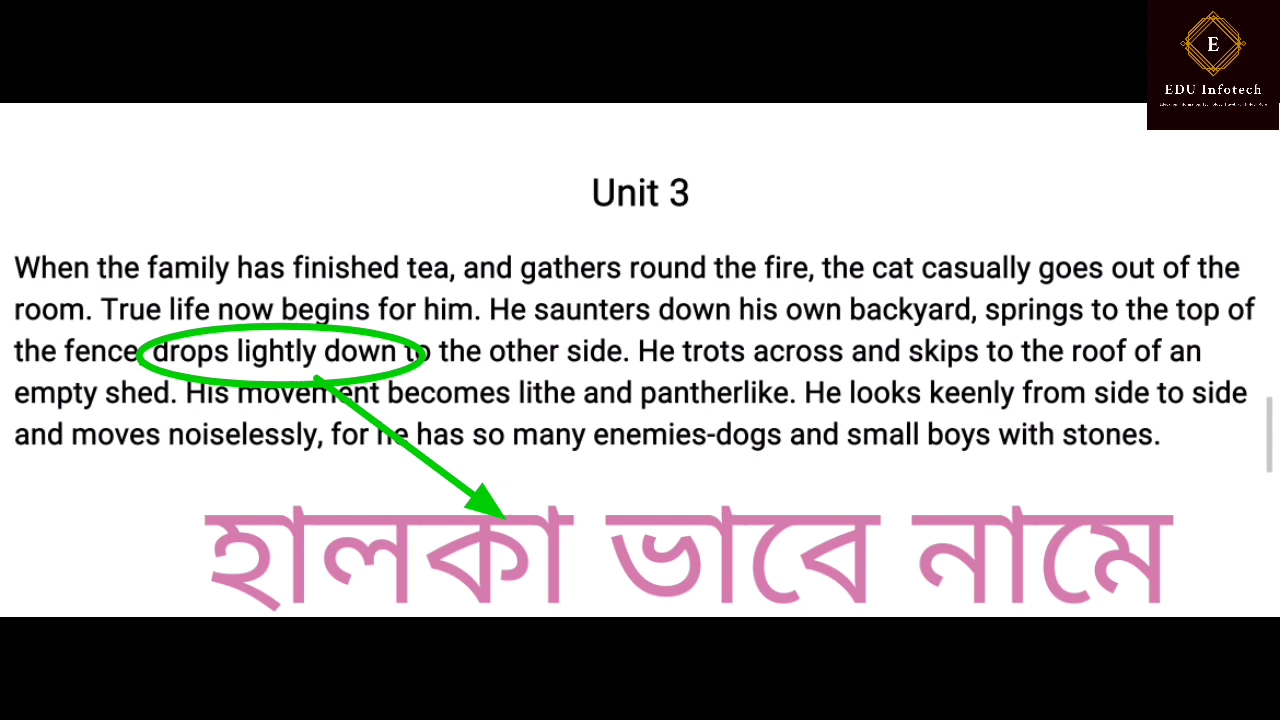 E
EDU Infotech
Unit 3
When the family has finished tea, and gathers round the fire, the cat casually goes out of the
room. True life now begins for him. He saunters down his own backyard, springs to the top of
the fence, drops lightly down to the other side. He trots across and skips to the roof of an
empty shed. His movement becomes lithe and pantherlike. He looks keenly from side to side
and moves noiselessly, for he has so many enemies-dogs and small boys with stones.
হালকা ভাবে নামে